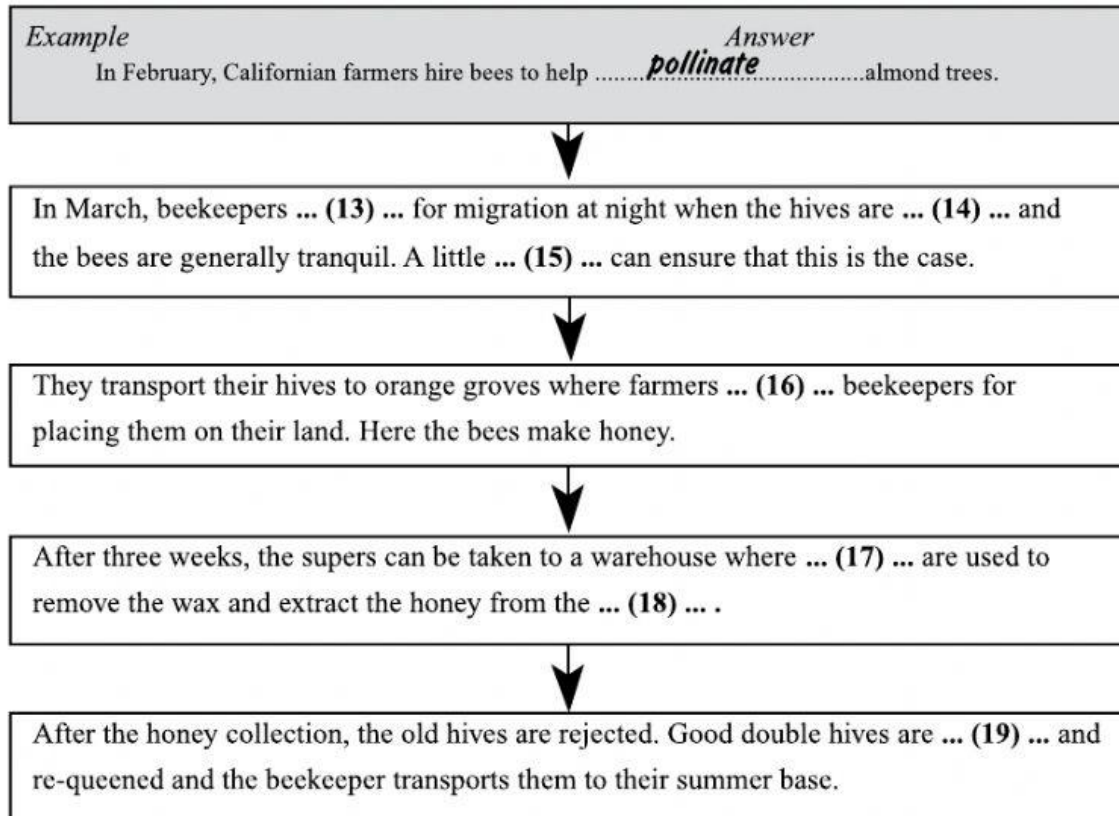 Example Answer
In February, Californian farmers hire bees to help ........pollinate..................almond trees.
In March, beekeepers ... (13) ... for migration at night when the hives are ... (14) ... and
the bees are generally tranquil. A little ... (15) ... can ensure that this is the case.
They transport their hives to orange groves where farmers ... (16) ... beekeepers for
placing them on their land. Here the bees make honey.
After three weeks, the supers can be taken to a warehouse where ... (17) ... are used to
remove the wax and extract the honey from the ... (18) ... .
After the honey collection, the old hives are rejected. Good double hives are ... (19) ... and
re-queened and the beekeeper transports them to their summer base.